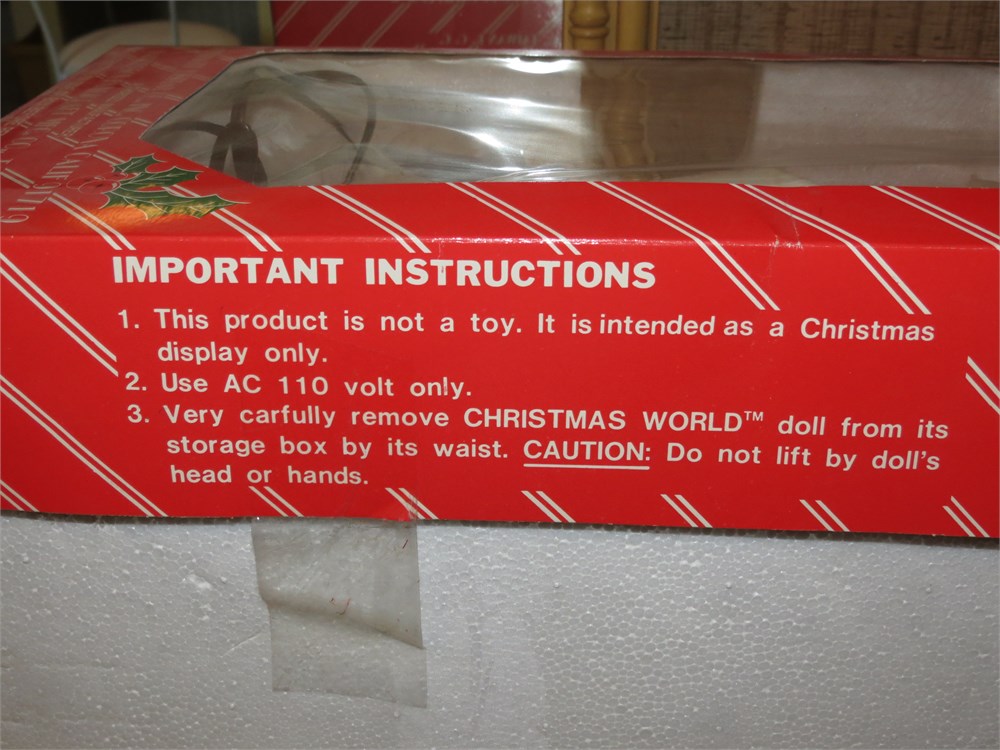 IMPORTANT INSTRUCTIONS
1. This product is not a toy. It is intended as a Christmas
display only.
2. Use AC 110 volt only.
3. Very carfully remove CHRISTMAS WORLD™ doll from its
storage box by its waist. CAUTION: Do not lift by doll's
head or hands.